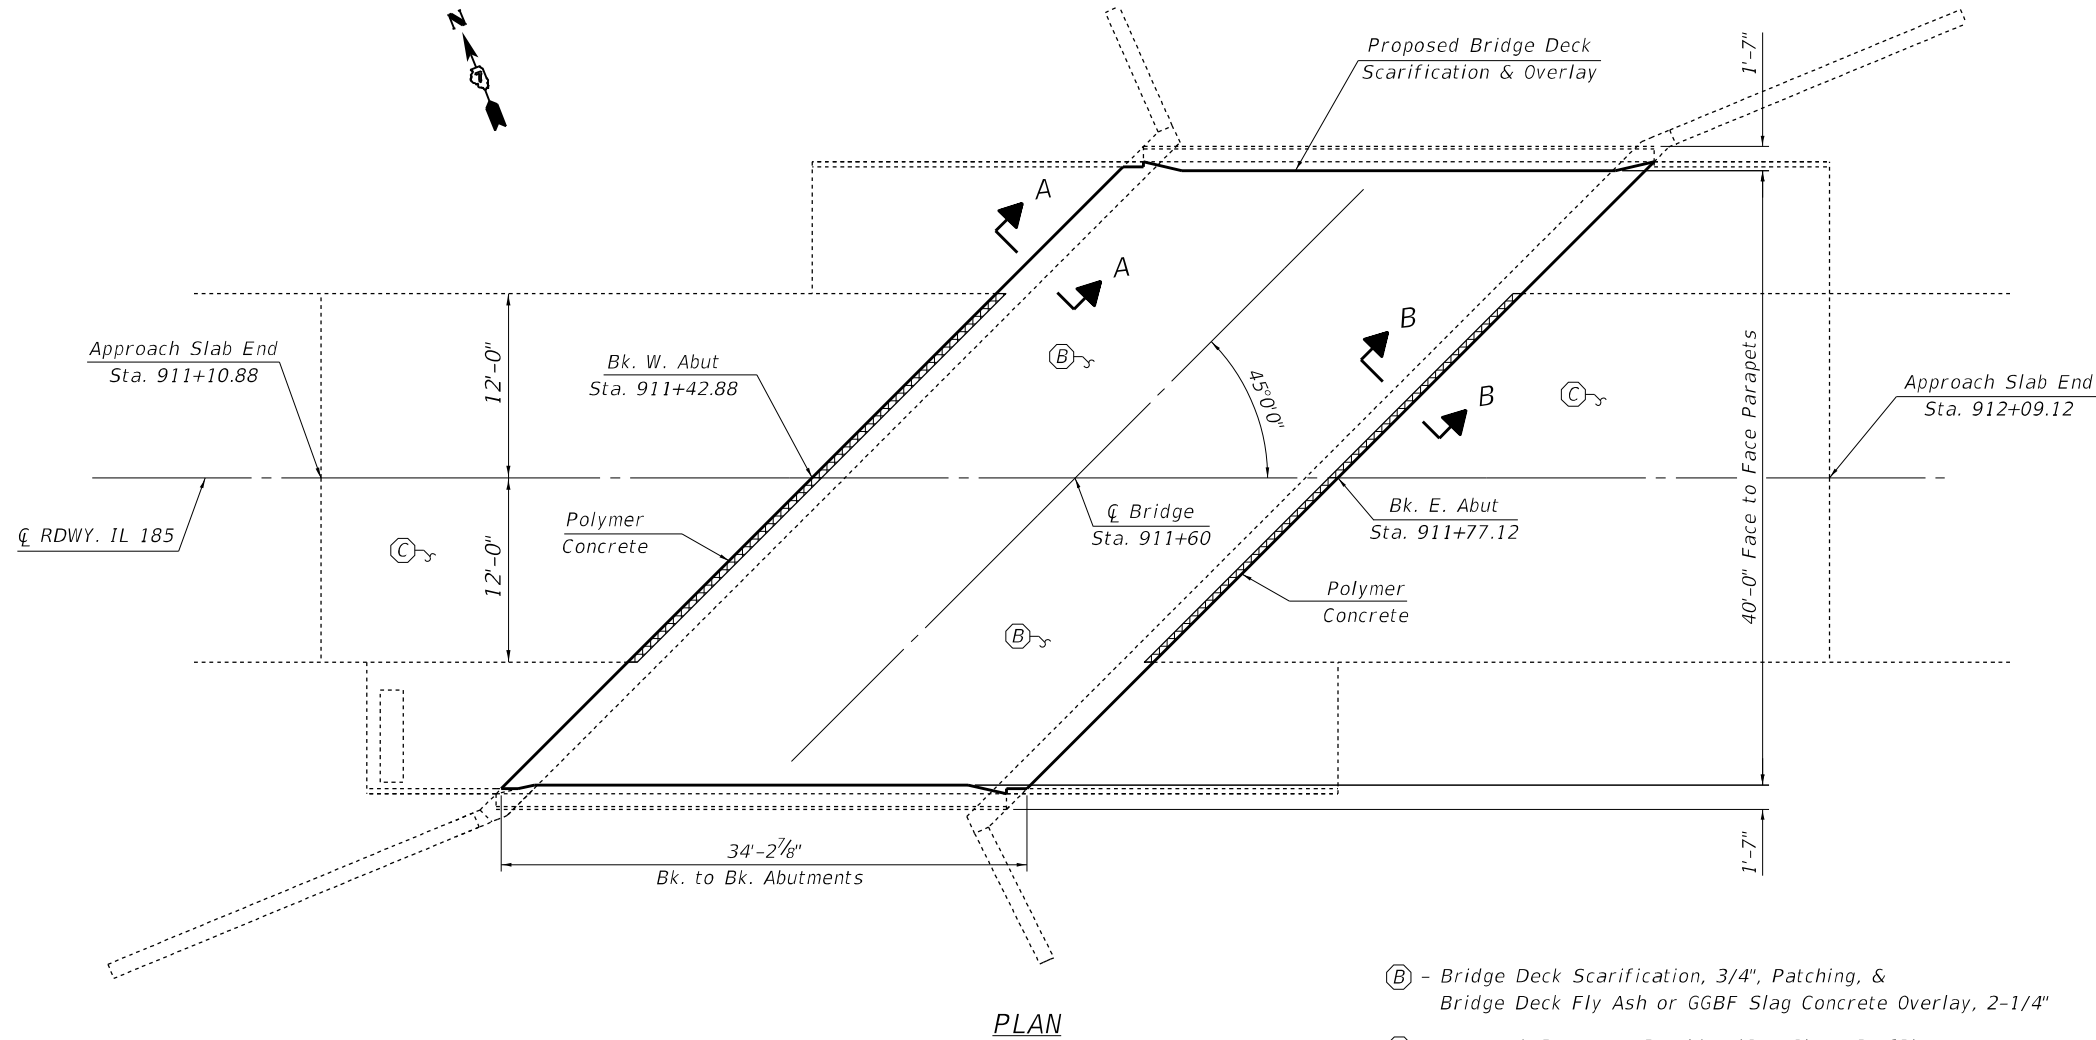 N
Proposed Bridge Deck
Scarification & Overlay
1'-7"
A
A
B
B
B
C
Approach Slab End
Sta. 911+10.88
12'-0"
Bk. W. Abut
Sta. 911+42.88
45°0'0"
40'-0" Face to Face Parapets
Approach Slab End
Sta. 912+09.12
℄ RDWY. IL 185
C
12'-0"
Polymer
Concrete
℄ Bridge
Sta. 911+60
Bk. E. Abut
Sta. 911+77.12
Polymer
Concrete
B
34'-2⅞"
Bk. to Bk. Abutments
1'-7"
B - Bridge Deck Scarification, 3/4", Patching, &
Bridge Deck Fly Ash or GGBF Slag Concrete Overlay, 2-1/4"
PLAN